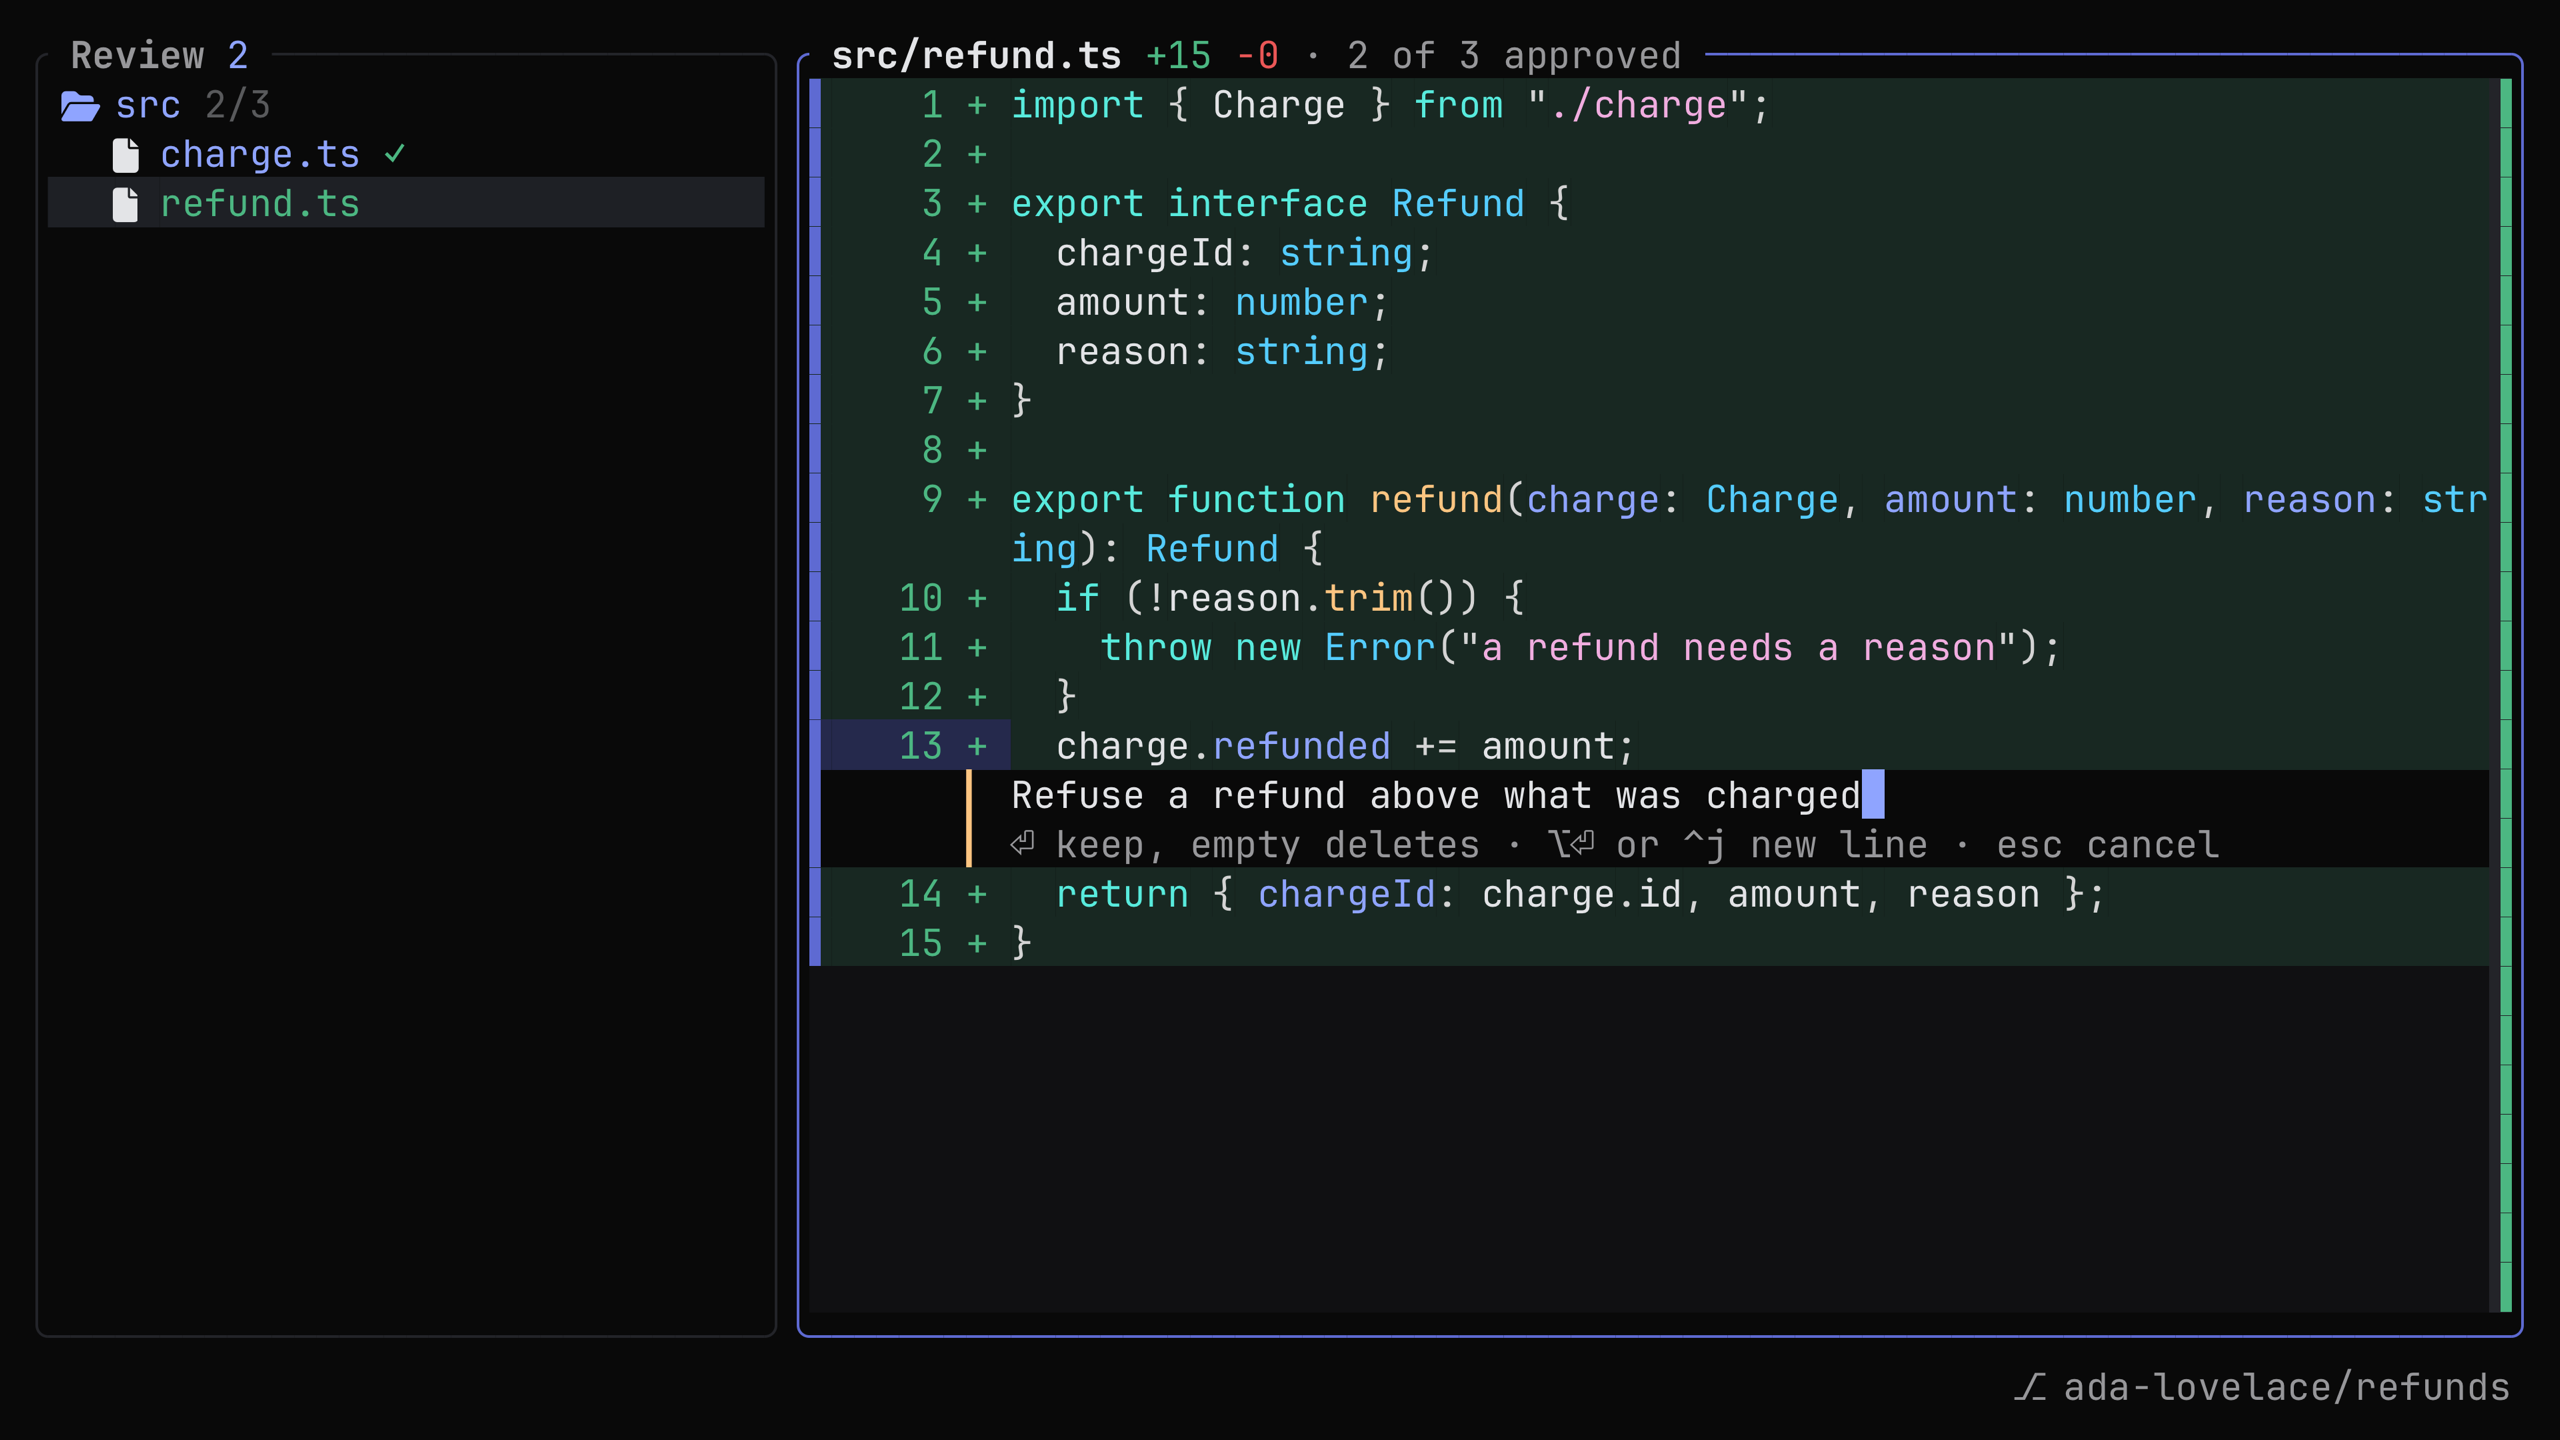 Review 2
src 2/3
charge.ts ✓
refund.ts
src/refund.ts +15 -0 · 2 of 3 approved
1 + import { Charge } from "./charge";
2 +
3 + export interface Refund {
4 +   chargeId: string;
5 +   amount: number;
6 +   reason: string;
7 + }
8 +
9 + export function refund(charge: Charge, amount: number, reason: str
ing): Refund {
10 +   if (!reason.trim()) {
11 +     throw new Error("a refund needs a reason");
12 +   }
13 +   charge.refunded += amount;
Refuse a refund above what was charged
⏎ keep, empty deletes · ⌥⏎ or ^j new line · esc cancel
14 +   return { chargeId: charge.id, amount, reason };
15 + }
⎇ ada-lovelace/refunds